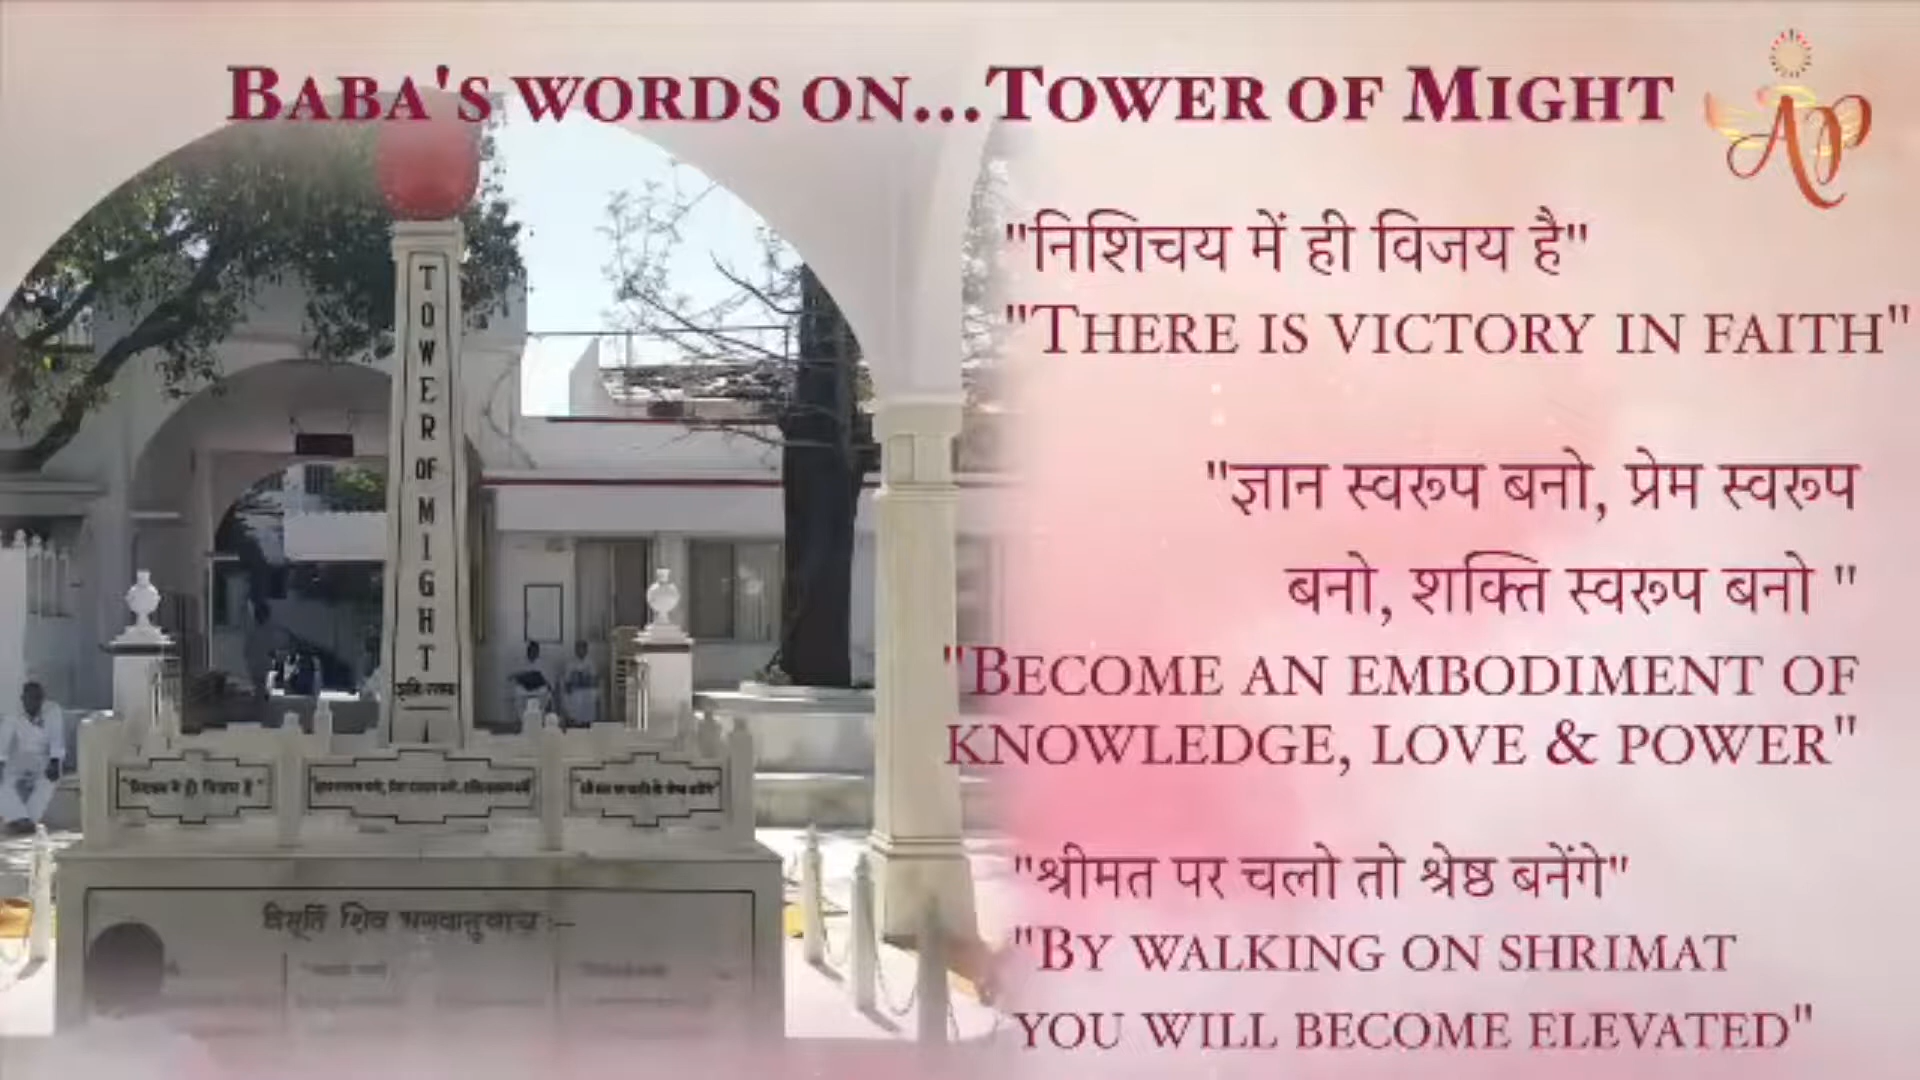 BABA'S WORDS ON...TOWER OF MIGHT
AP
"निशिचय में ही विजय है"
"THERE IS VICTORY IN FAITH"
"ज्ञान स्वरूप बनो, प्रेम स्वरूप
बनो, शक्ति स्वरूप बनो "
"BECOME AN EMBODIMENT OF
KNOWLEDGE, LOVE & POWER"
"श्रीमत पर चलो तो श्रेष्ठ बनेंगे"
"BY WALKING ON SHRIMAT
YOU WILL BECOME ELEVATED"
TOWER OF MIGHT
त्रिमूर्ति शिव भगवानुवाच :-